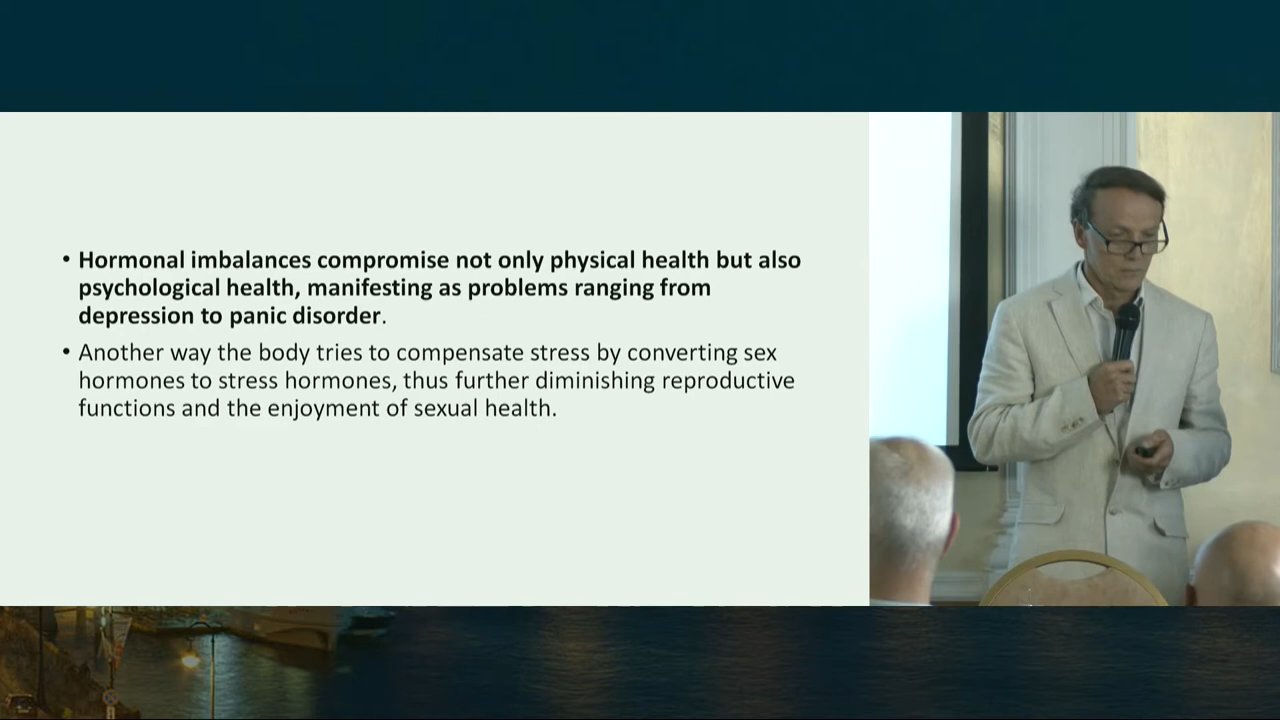 • Hormonal imbalances compromise not only physical health but also
psychological health, manifesting as problems ranging from
depression to panic disorder.
• Another way the body tries to compensate stress by converting sex
hormones to stress hormones, thus further diminishing reproductive
functions and the enjoyment of sexual health.